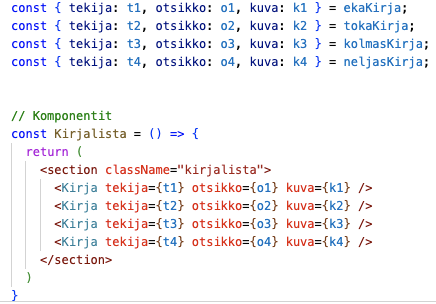 const { tekija: t1, otsikko: o1, kuva: k1 } = ekaKirja;
const { tekija: t2, otsikko: o2, kuva: k2 } = tokaKirja;
const { tekija: t3, otsikko: o3, kuva: k3 } = kolmasKirja;
const { tekija: t4, otsikko: o4, kuva: k4 } = neljasKirja;
// Komponentit
const Kirjalista = () => {
return (
<section className="kirjalista">
<Kirja tekija={t1} otsikko={o1} kuva={k1} />
<Kirja tekija={t2} otsikko={o2} kuva={k2} />
<Kirja tekija={t3} otsikko={o3} kuva={k3} />
<Kirja tekija={t4} otsikko={o4} kuva={k4} />
</section>
)
}